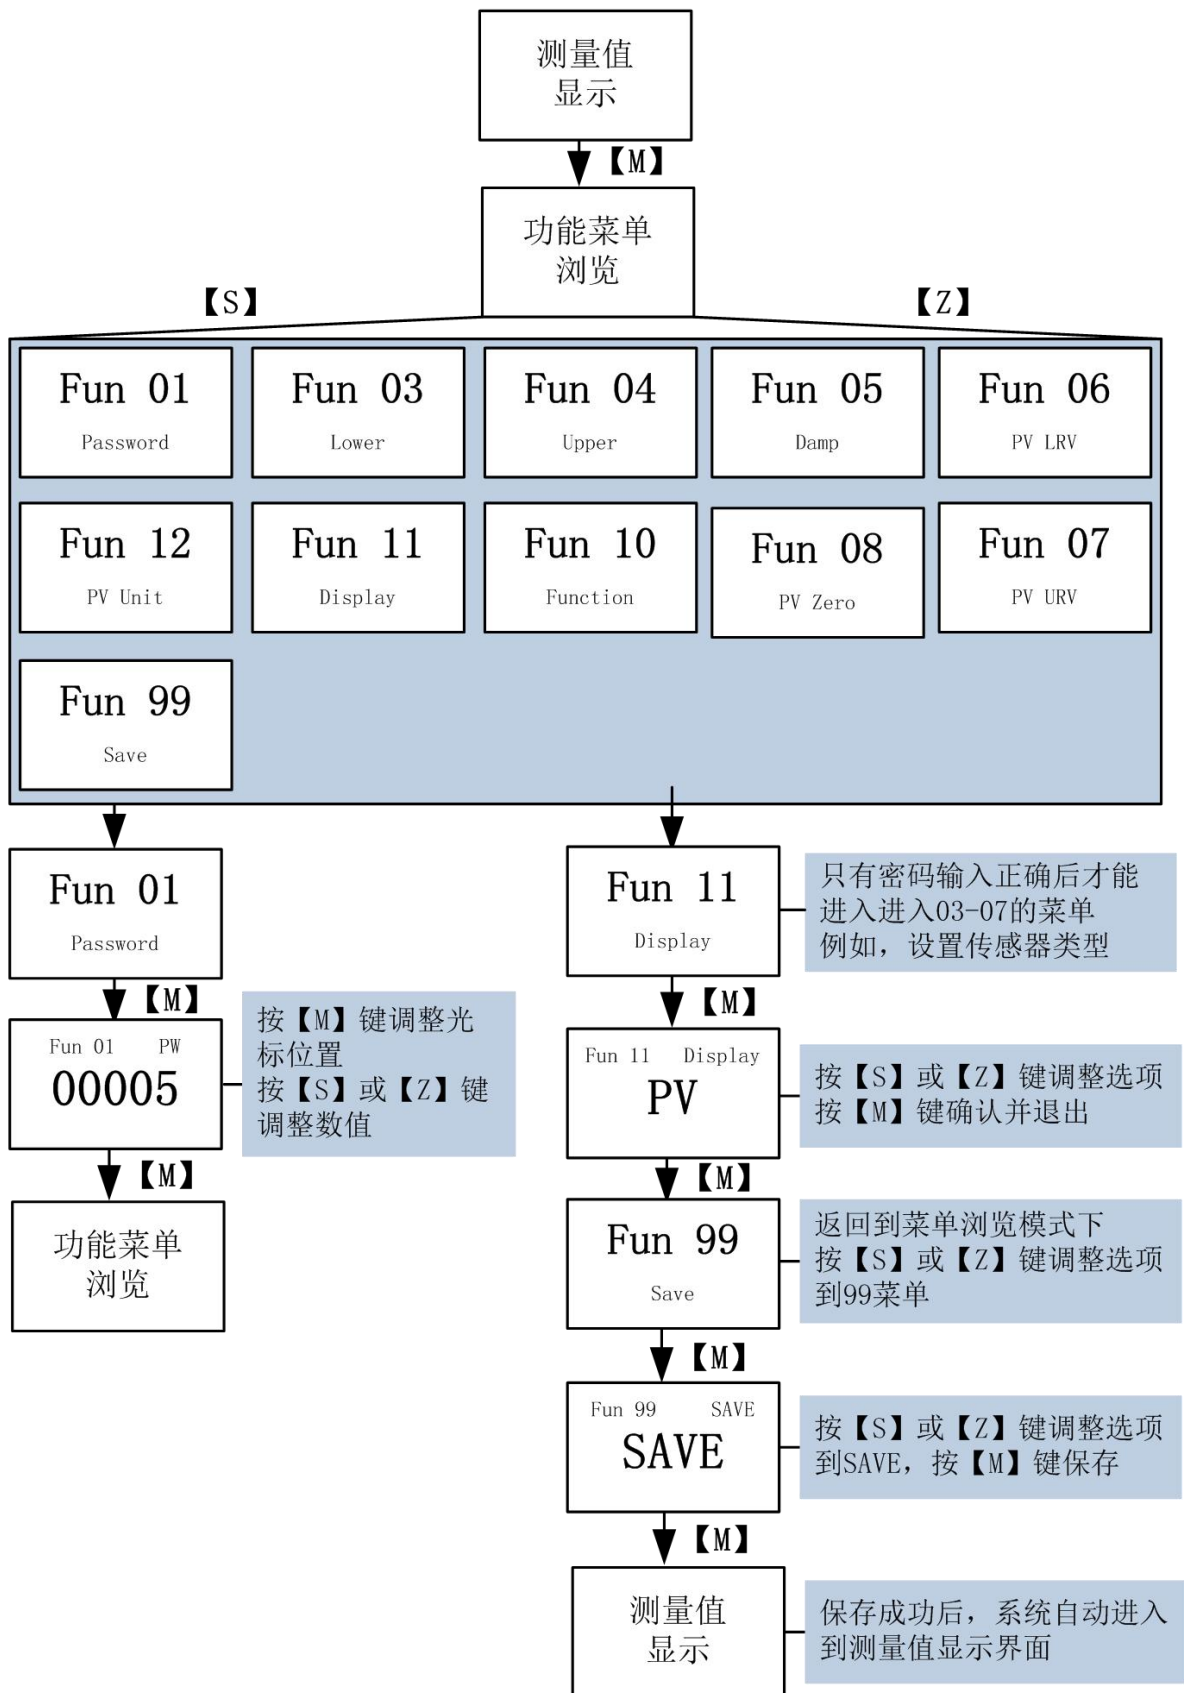 测量值
显示
【M】
功能菜单
浏览
【S】
【Z】
Fun 01
Password
Fun 03
Lower
Fun 04
Upper
Fun 05
Damp
Fun 06
PV LRV
Fun 12
PV Unit
Fun 11
Display
Fun 10
Function
Fun 08
PV Zero
Fun 07
PV URV
Fun 99
Save
Fun 01
Password
【M】
Fun 01 PW
00005
按【M】键调整光
标位置
按【S】或【Z】键
调整数值
【M】
功能菜单
浏览
Fun 11
Display
只有密码输入正确后才能
进入进入03-07的菜单
例如，设置传感器类型
【M】
Fun 11 Display
PV
按【S】或【Z】键调整选项
按【M】键确认并退出
【M】
Fun 99
Save
返回到菜单浏览模式下
按【S】或【Z】键调整选项
到99菜单
【M】
Fun 99 SAVE
SAVE
按【S】或【Z】键调整选项
到SAVE，按【M】键保存
【M】
测量值
显示
保存成功后，系统自动进入
到测量值显示界面